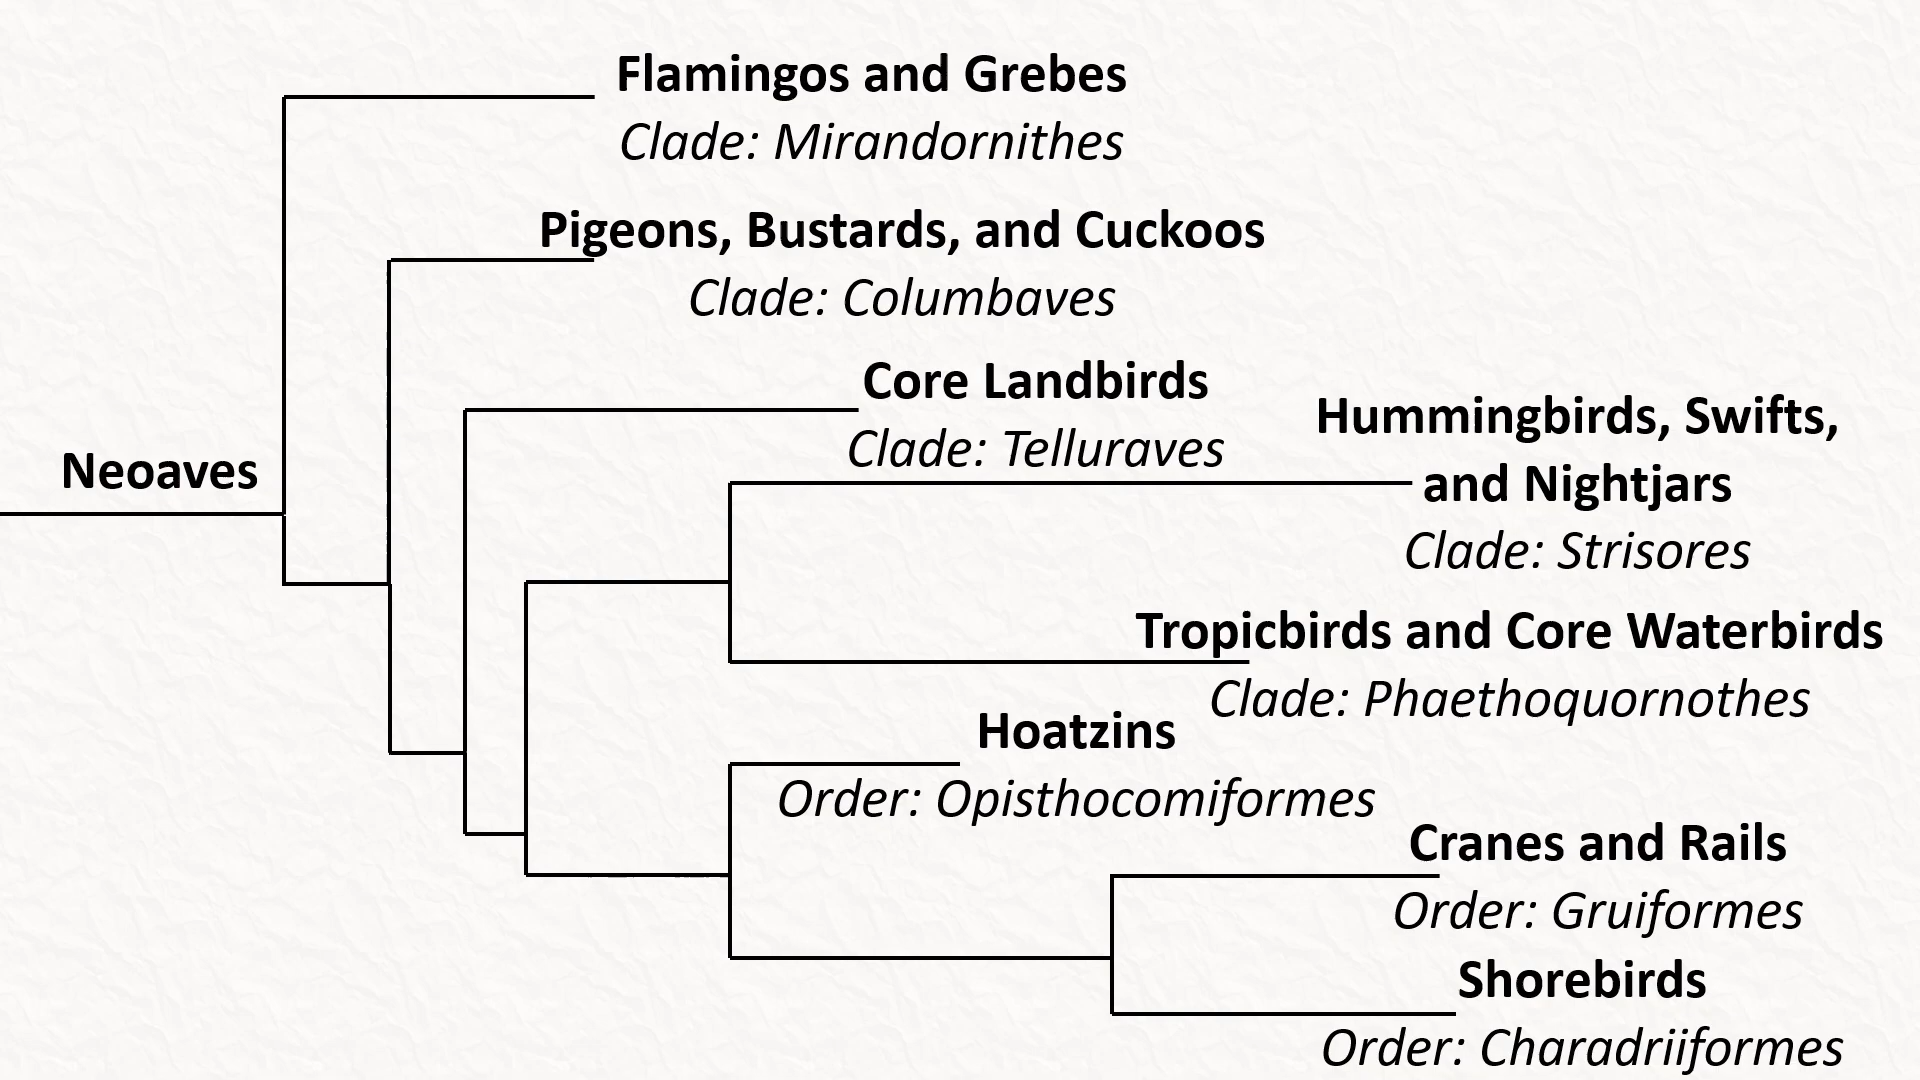 Flamingos and Grebes
Clade: Mirandornithes
Pigeons, Bustards, and Cuckoos
Clade: Columbaves
Core Landbirds
Clade: Telluraves
Hummingbirds, Swifts,
and Nightjars
Clade: Strisores
Neoaves
Tropicbirds and Core Waterbirds
Clade: Phaethoquornothes
Hoatzins
Order: Opisthocomiformes
Cranes and Rails
Order: Gruiformes
Shorebirds
Order: Charadriiformes